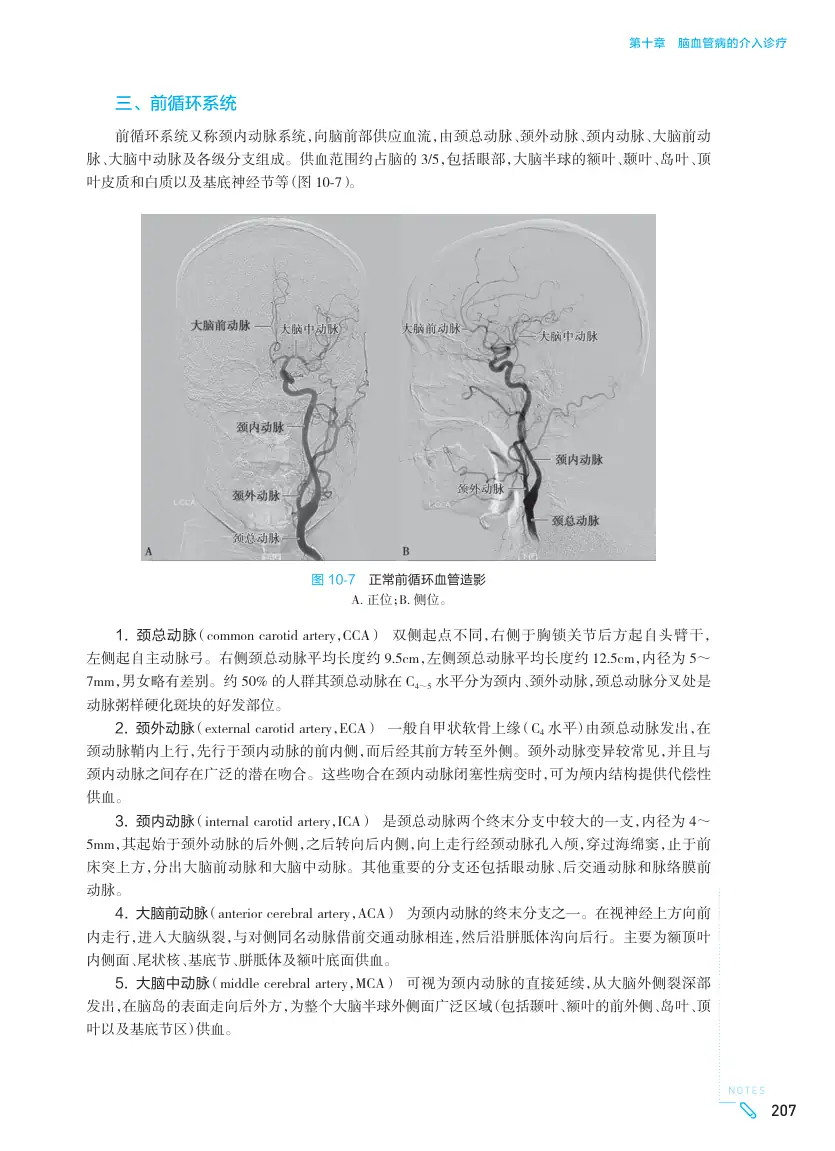 第十章　脑血管病的介入诊疗
三、前循环系统
前循环系统又称颈内动脉系统,向脑前部供应血流,由颈总动脉、颈外动脉、颈内动脉、大脑前动
脉、大脑中动脉及各级分支组成。供血范围约占脑的 3/5,包括眼部,大脑半球的额叶、颞叶、岛叶、顶
叶皮质和白质以及基底神经节等(图 10-7)。
大脑前动脉
大脑中动脉
颈内动脉
颈外动脉
L-CCA
颈总动脉
A
大脑前动脉
大脑中动脉
颈内动脉
颈外动脉
颈总动脉
B
图 10-7　正常前循环血管造影
A. 正位;B. 侧位。
1. 颈总动脉(common carotid artery,CCA)　双侧起点不同,右侧于胸锁关节后方起自头臂干,
左侧起自主动脉弓。右侧颈总动脉平均长度约 9.5cm,左侧颈总动脉平均长度约 12.5cm,内径为 5～
7mm,男女略有差别。约 50% 的人群其颈总动脉在 C4～5 水平分为颈内、颈外动脉,颈总动脉分叉处是
动脉粥样硬化斑块的好发部位。
2. 颈外动脉(external carotid artery,ECA)　一般自甲状软骨上缘(C4 水平)由颈总动脉发出,在
颈动脉鞘内上行,先行于颈内动脉的前内侧,而后经其前方转至外侧。颈外动脉变异较常见,并且与
颈内动脉之间存在广泛的潜在吻合。这些吻合在颈内动脉闭塞性病变时,可为颅内结构提供代偿性
供血。
3. 颈内动脉(internal carotid artery,ICA)　是颈总动脉两个终末分支中较大的一支,内径为 4～
5mm,其起始于颈外动脉的后外侧,之后转向后内侧,向上走行经颈动脉孔入颅,穿过海绵窦,止于前
床突上方,分出大脑前动脉和大脑中动脉。其他重要的分支还包括眼动脉、后交通动脉和脉络膜前
动脉。
4. 大脑前动脉(anterior cerebral artery,ACA)　为颈内动脉的终末分支之一。在视神经上方向前
内走行,进入大脑纵裂,与对侧同名动脉借前交通动脉相连,然后沿胼胝体沟向后行。主要为额顶叶
内侧面、尾状核、基底节、胼胝体及额叶底面供血。
5. 大脑中动脉(middle cerebral artery,MCA)　可视为颈内动脉的直接延续,从大脑外侧裂深部
发出,在脑岛的表面走向后外方,为整个大脑半球外侧面广泛区域(包括颞叶、额叶的前外侧、岛叶、顶
叶以及基底节区)供血。
NOTES
207